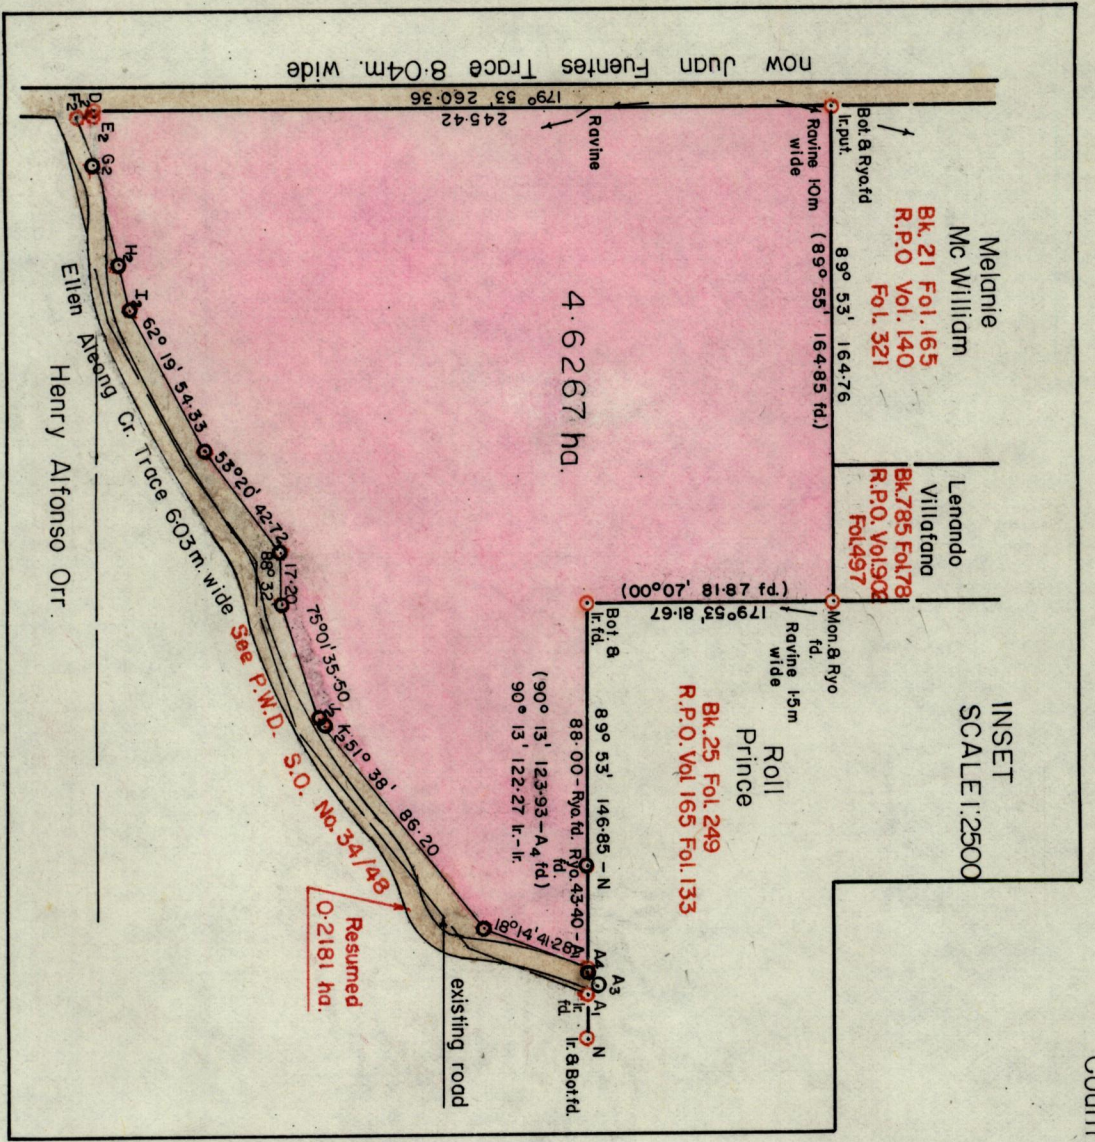 INSET
SCALE 1:2500
Melanie
Mc William
Bk. 21 Fol. 165
R.P.O Vol. 140
Fol. 321
Lenando
Villafana
Bk. 785 Fol. 78
R.P.O. Vol. 902
Fol. 497
Bot. & Ryo. fd
Ir. put.
89° 53' 164·76
(89° 55' 164·85 fd.)
Mon. & Ryo
fd.
Ravine 1·0m
wide
Ravine 1·5m
wide
now Juan Fuentes Trace 8·04m. wide
179° 53' 260·36
245·42
Ravine
179° 53' 81·67
(00° 07' 81·87 fd.)
Roll
Prince
Bk. 25 Fol. 249
R.P.O. Vol. 165 Fol. 133
Bot. &
Ir. fd.
89° 53' 146·85 – N
88·00 – Ryo. fd. Ryo. 43·40 – A
fd.
(90° 13' 123·93 – A4 fd.)
90° 13' 122·27 Ir. – Ir.
4·6267 ha.
A4
A3
A1
N
Ir.
fd.
Ir. & Bot. fd.
18° 14' 41·28
86·20
51° 38'
K2
75° 01' 35·50
17·20
88° 32'
53° 20' 42·72
62° 19' 54·33
I2
H2
G2
E2
D2
F2
existing road
Resumed
0·2181 ha.
Ellen Aleong Cr. Trace 6·03m. wide
See P.W.D. S.O. No. 34/48
Henry Alfonso Orr.